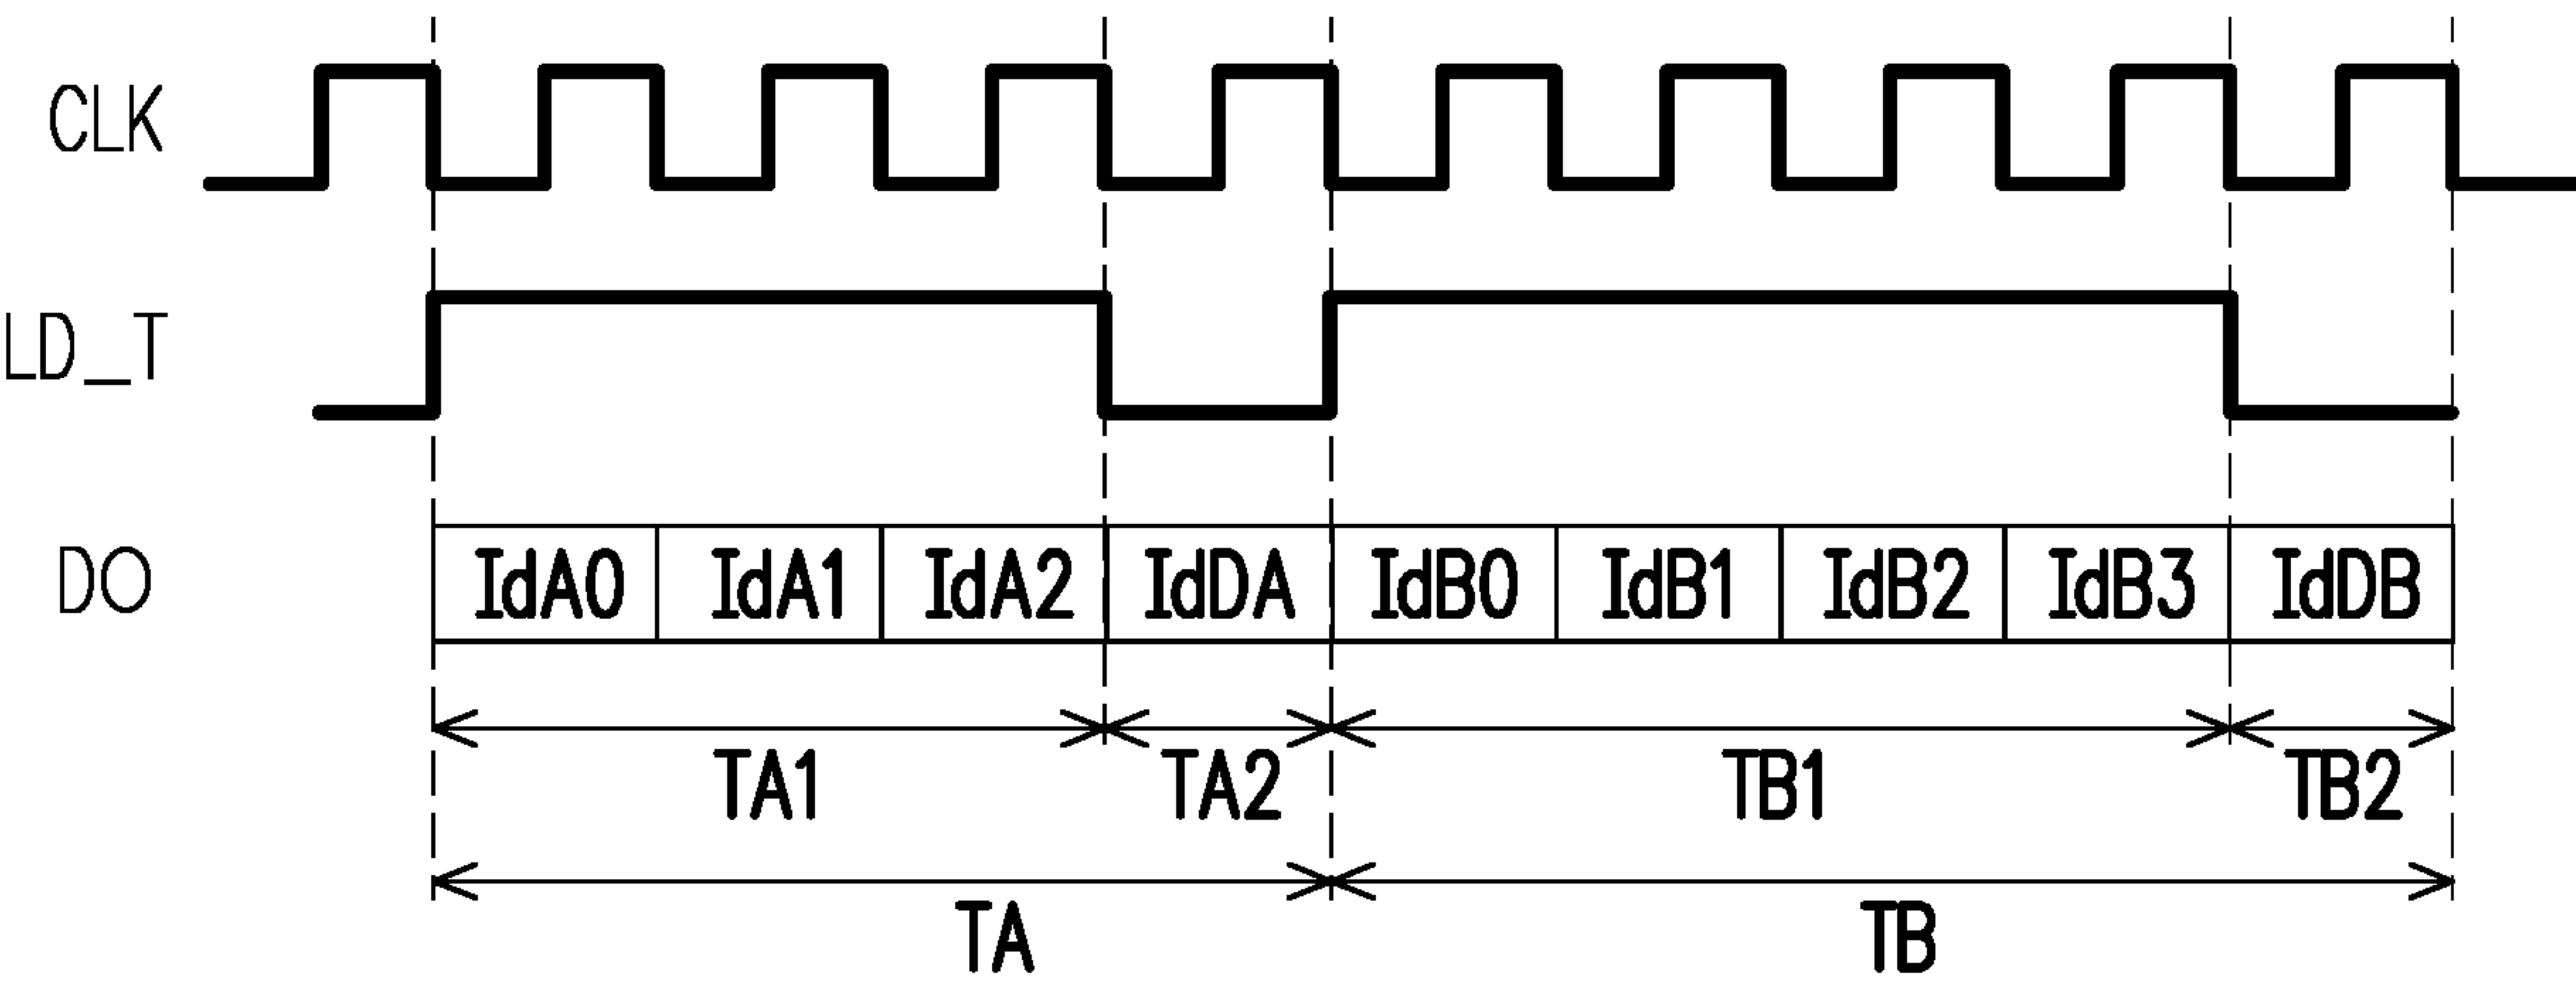 CLK
LD_T
DO IdA0 IdA1 IdA2 IdDA IdB0 IdB1 IdB2 IdB3 IdDB
TA1 TA2 TB1 TB2
TA TB